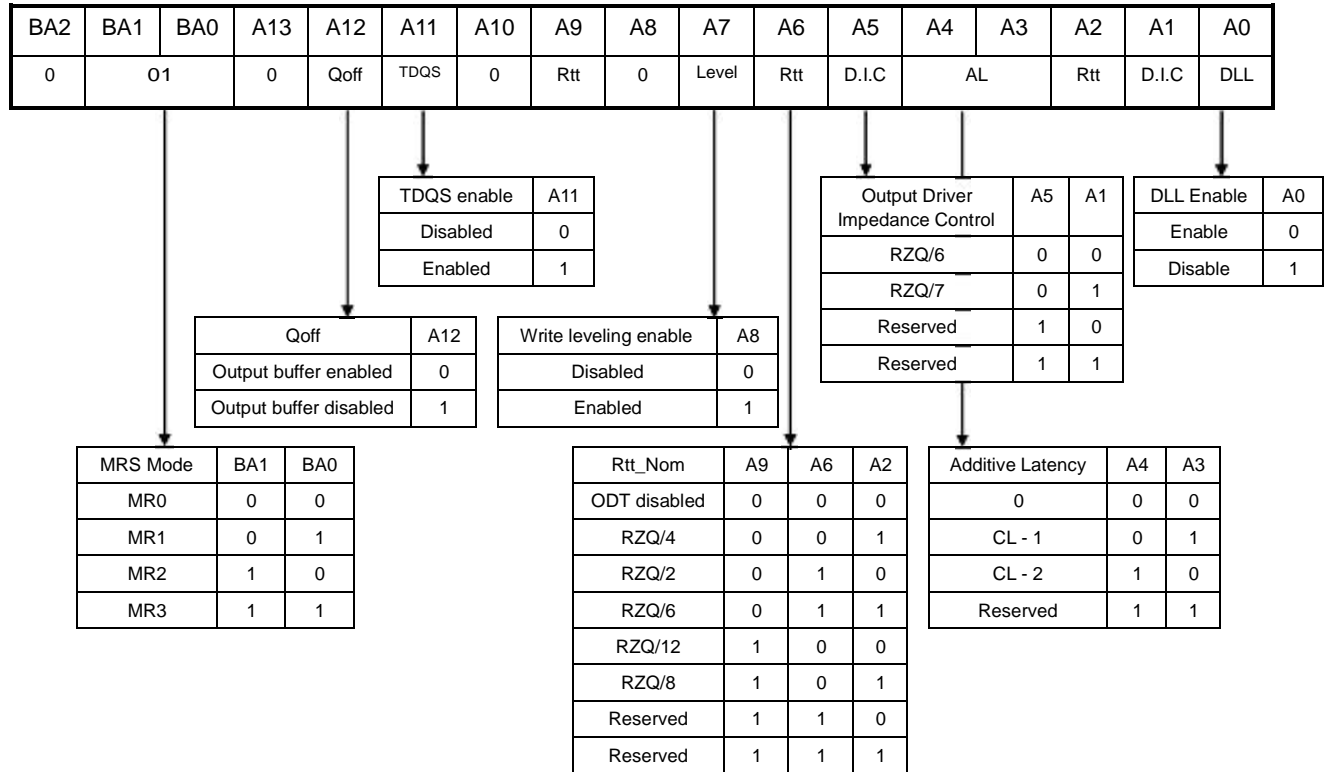 BA2 BA1 BA0 A13 A12 A11 A10 A9 A8 A7 A6 A5 A4 A3 A2 A1 A0
0 01 0 Qoff TDQS 0 Rtt 0 Level Rtt D.I.C AL Rtt D.I.C DLL
TDQS enable A11
Disabled 0
Enabled 1
Output Driver
Impedance Control A5 A1
RZQ/6 0 0
RZQ/7 0 1
Reserved 1 0
Reserved 1 1
DLL Enable A0
Enable 0
Disable 1
Qoff A12
Output buffer enabled 0
Output buffer disabled 1
Write leveling enable A8
Disabled 0
Enabled 1
MRS Mode BA1 BA0
MR0 0 0
MR1 0 1
MR2 1 0
MR3 1 1
Rtt_Nom A9 A6 A2
ODT disabled 0 0 0
RZQ/4 0 0 1
RZQ/2 0 1 0
RZQ/6 0 1 1
RZQ/12 1 0 0
RZQ/8 1 0 1
Reserved 1 1 0
Reserved 1 1 1
Additive Latency A4 A3
0 0 0
CL - 1 0 1
CL - 2 1 0
Reserved 1 1